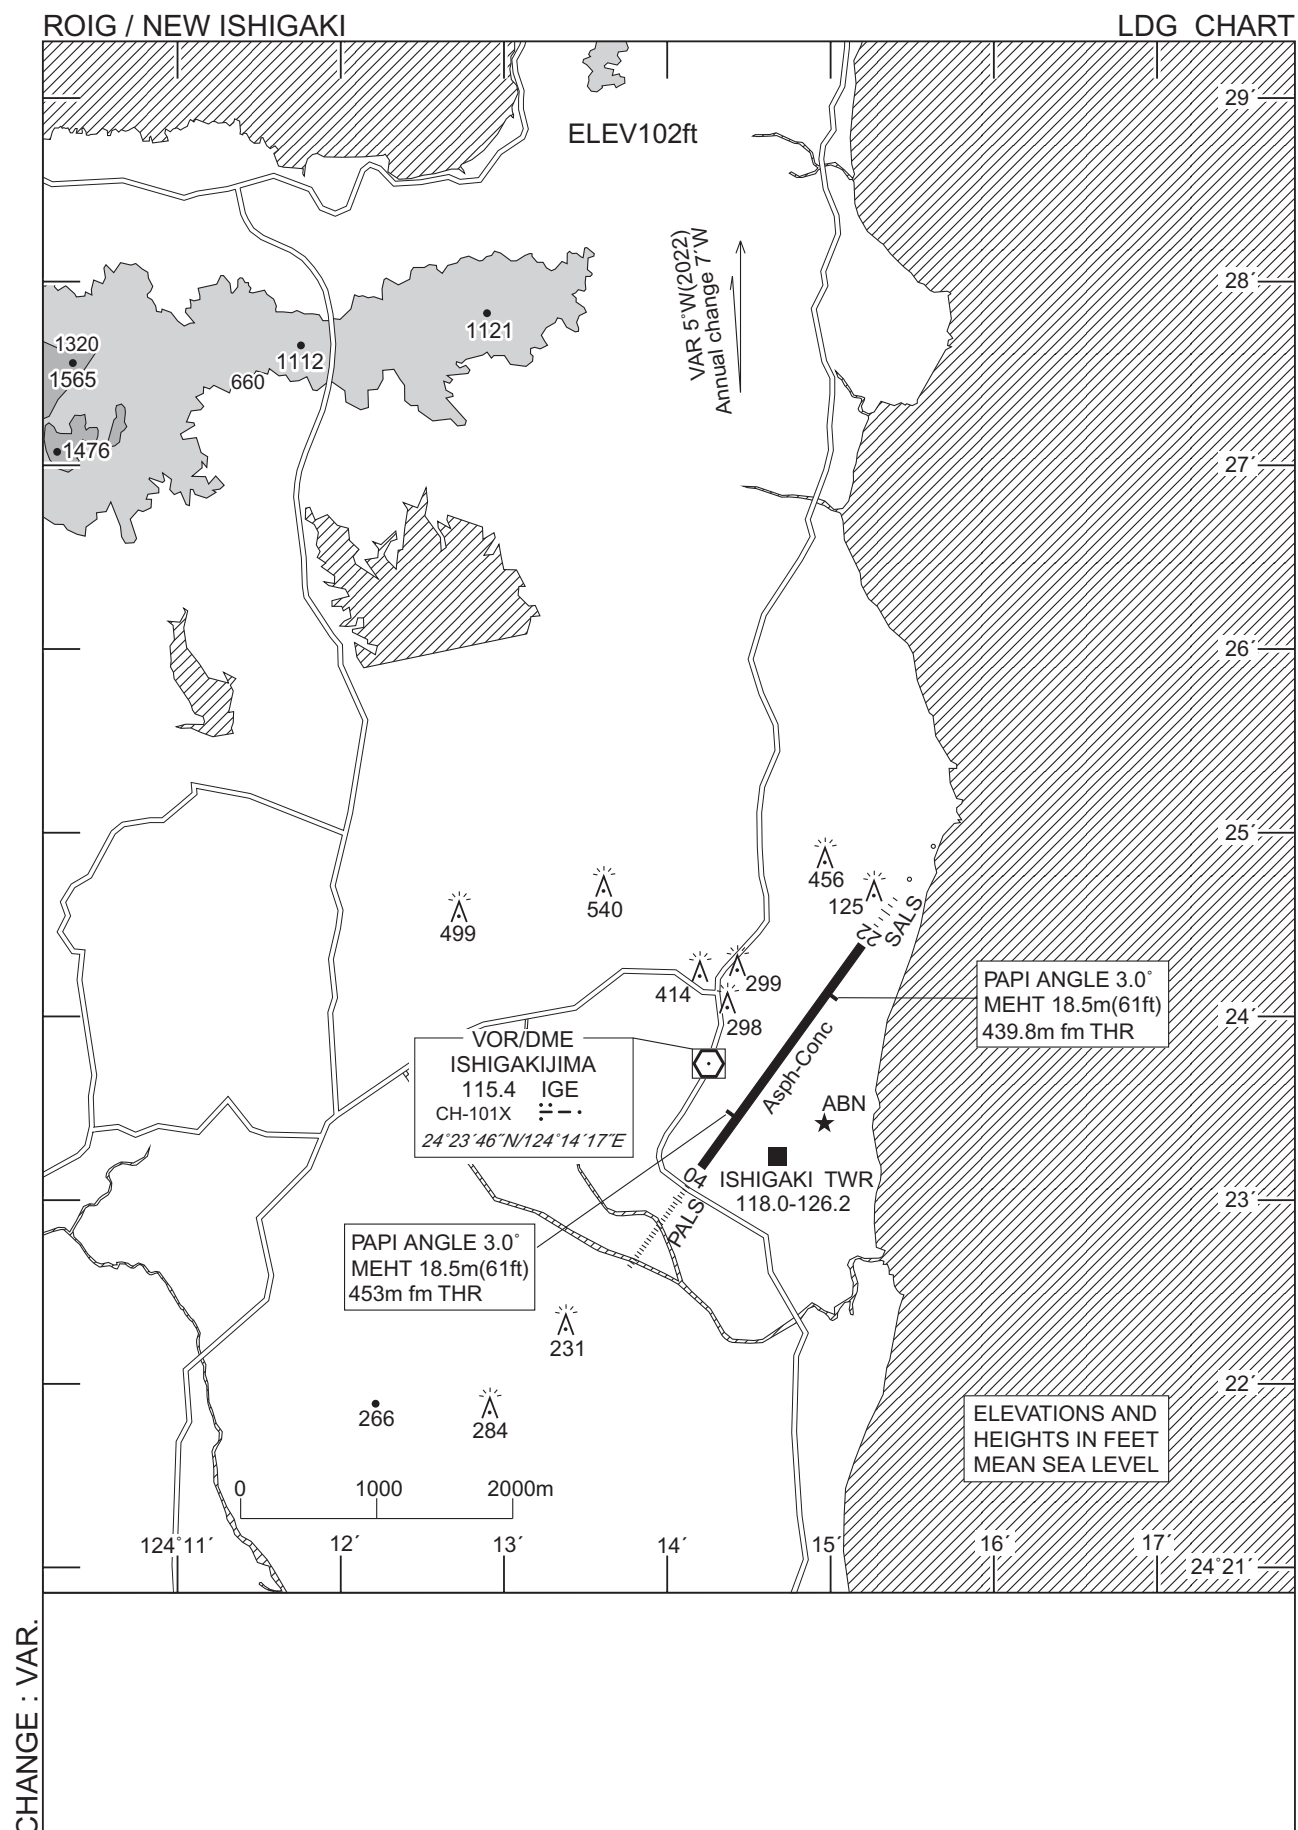 ROIG / NEW ISHIGAKI
LDG CHART
29´
ELEV102ft
VAR 5˚W(2022)
Annual change 7´W
28´
1121
1320
1112
1565
660
1476
27´
26´
25´
456
125
540
499
22
SALS
299
414
298
PAPI ANGLE 3.0˚
MEHT 18.5m(61ft)
439.8m fm THR
24´
VOR/DME
ISHIGAKIJIMA
115.4 IGE
CH-101X
24˚23´46˝N/124˚14´17˝E
Asph-Conc
ABN
04
ISHIGAKI TWR
118.0-126.2
23´
PALS
PAPI ANGLE 3.0˚
MEHT 18.5m(61ft)
453m fm THR
231
22´
266
284
ELEVATIONS AND
HEIGHTS IN FEET
MEAN SEA LEVEL
0 1000 2000m
124˚11´ 12´ 13´ 14´ 15´ 16´ 17´
24˚21´
CHANGE : VAR.